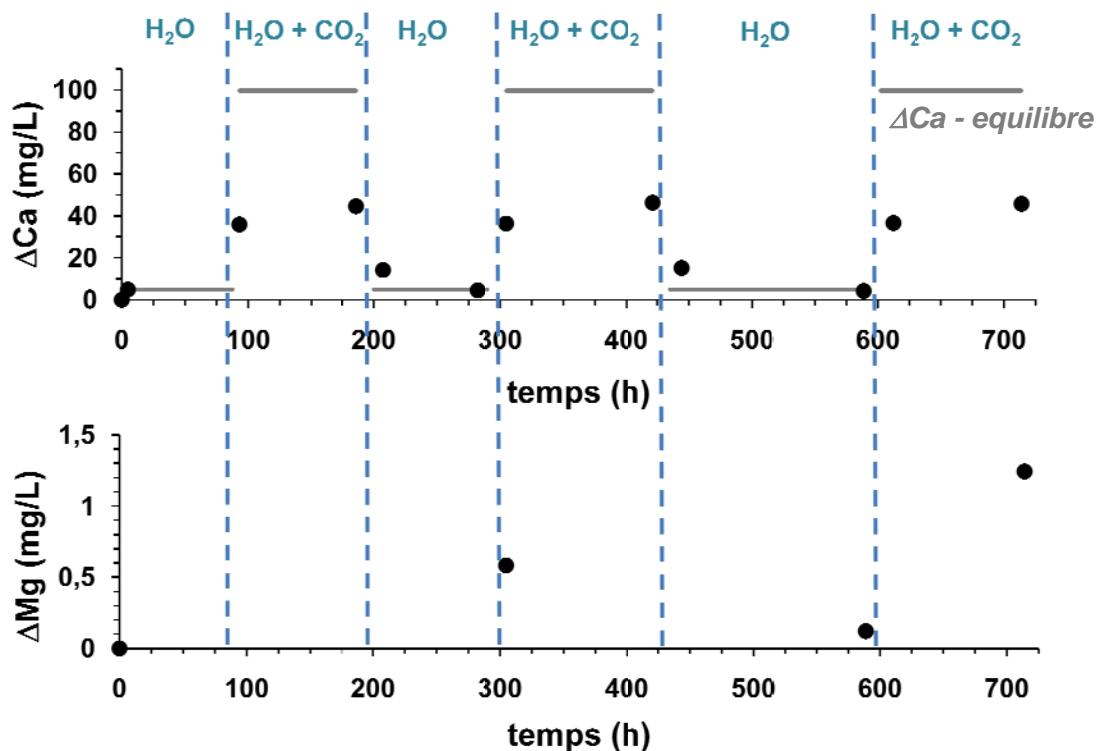 H₂O H₂O + CO₂ H₂O H₂O + CO₂ H₂O H₂O + CO₂
100
80
60
40
20
0
ΔCa (mg/L)
ΔCa - equilibre
0 100 200 300 400 500 600 700
temps (h)
1,5
1
0,5
0
ΔMg (mg/L)
0 100 200 300 400 500 600 700
temps (h)